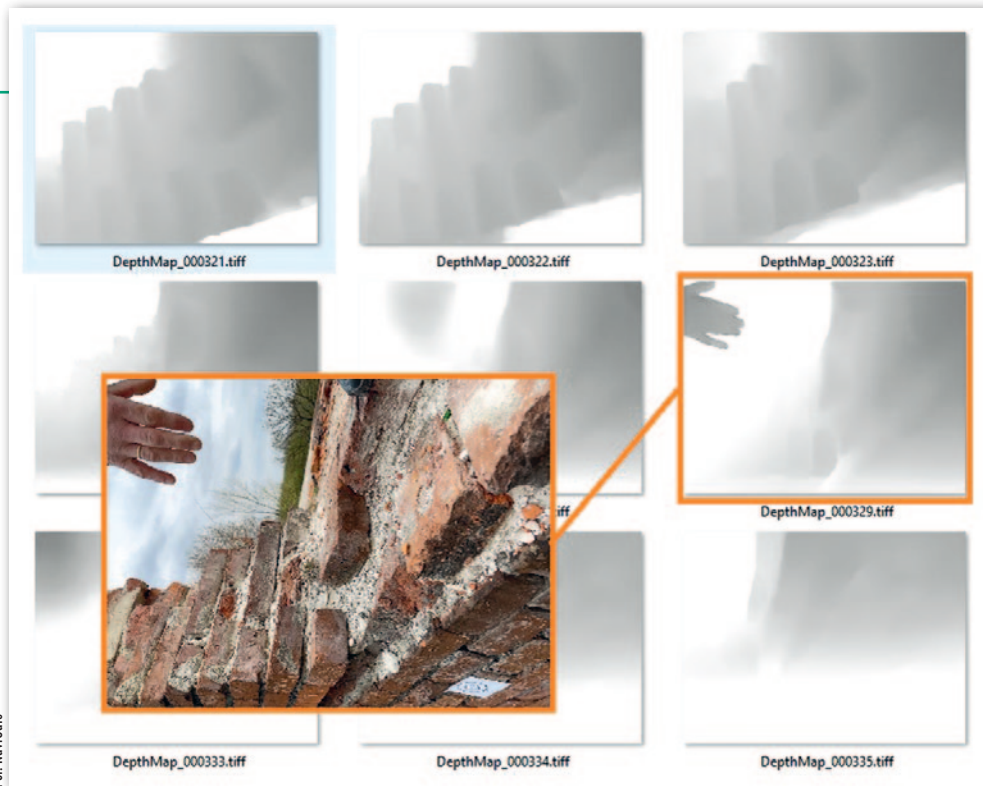 DepthMap_000321.tiff
DepthMap_000322.tiff
DepthMap_000323.tiff
DepthMap_000329.tiff
DepthMap_000333.tiff
DepthMap_000334.tiff
DepthMap_000335.tiff